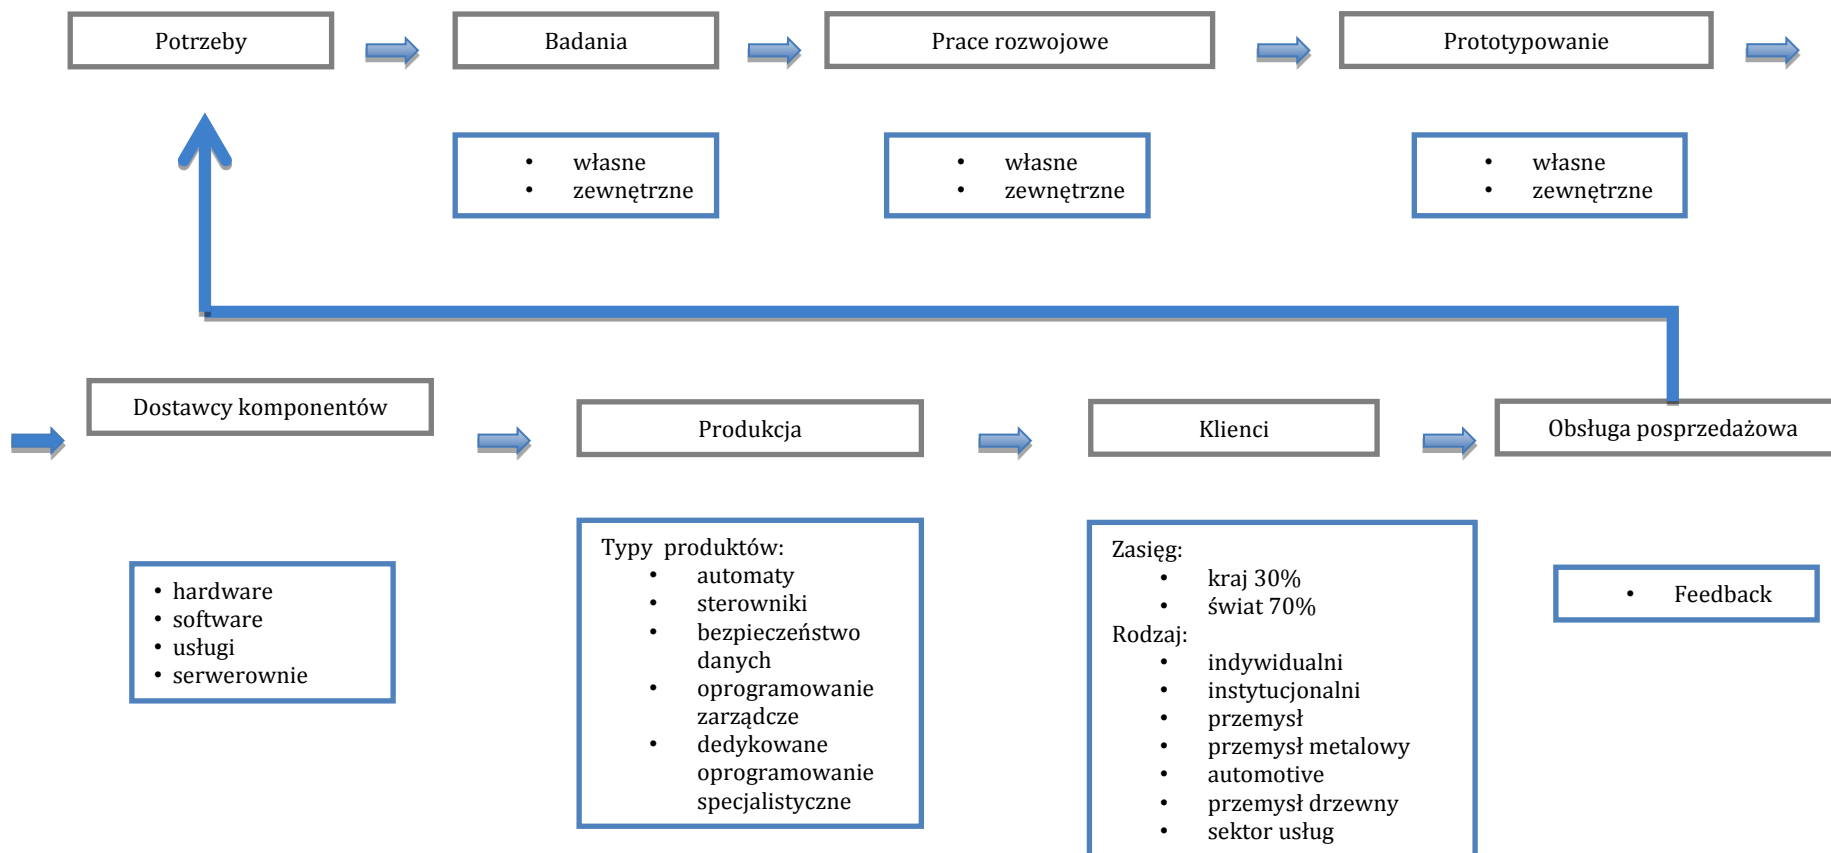 Potrzeby
Badania
Prace rozwojowe
Prototypowanie
• własne
• zewnętrzne
• własne
• zewnętrzne
• własne
• zewnętrzne
Dostawcy komponentów
Produkcja
Klienci
Obsługa posprzedażowa
• hardware
• software
• usługi
• serwerownie
Typy produktów:
• automaty
• sterowniki
• bezpieczeństwo
danych
• oprogramowanie
zarządcze
• dedykowane
oprogramowanie
specjalistyczne
Zasięg:
• kraj 30%
• świat 70%
Rodzaj:
• indywidualni
• instytucjonalni
• przemysł
• przemysł metalowy
• automotive
• przemysł drzewny
• sektor usług
• Feedback